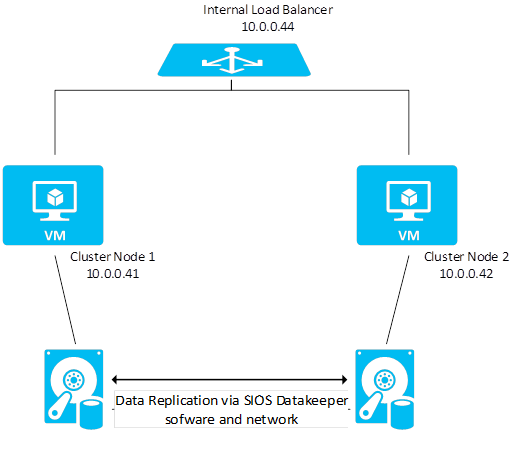 Internal Load Balancer
10.0.0.44
VM
VM
Cluster Node 1
10.0.0.41
Cluster Node 2
10.0.0.42
Data Replication via SIOS Datakeeper
sofware and network